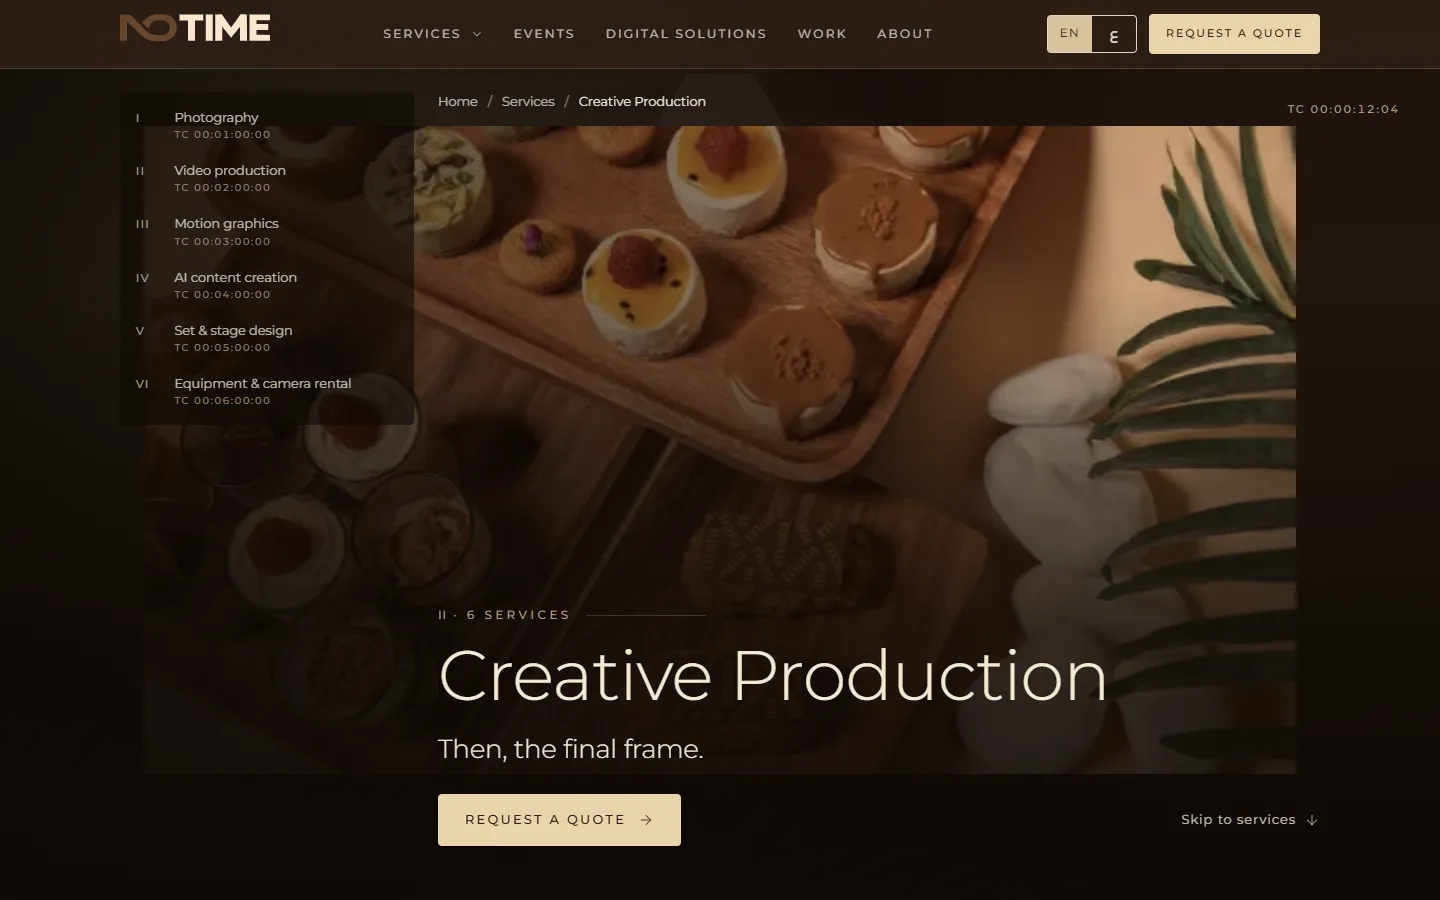 NOTIME
SERVICES
EVENTS
DIGITAL SOLUTIONS
WORK
ABOUT
EN
ع
REQUEST A QUOTE
Home / Services / Creative Production
TC 00:00:12:04
I Photography
TC 00:01:00:00
II Video production
TC 00:02:00:00
III Motion graphics
TC 00:03:00:00
IV AI content creation
TC 00:04:00:00
V Set & stage design
TC 00:05:00:00
VI Equipment & camera rental
TC 00:06:00:00
II · 6 SERVICES
Creative Production
Then, the final frame.
REQUEST A QUOTE →
Skip to services ↓